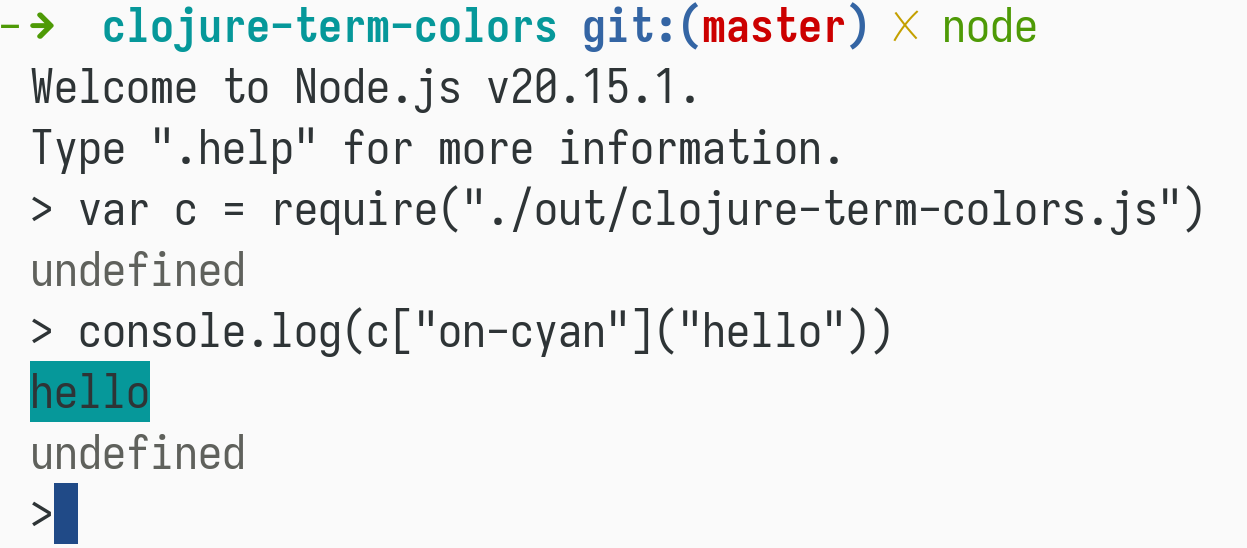 -➜  clojure-term-colors git:(master) ✗ node
Welcome to Node.js v20.15.1.
Type ".help" for more information.
> var c = require("./out/clojure-term-colors.js")
undefined
> console.log(c["on-cyan"]("hello"))
hello
undefined
>